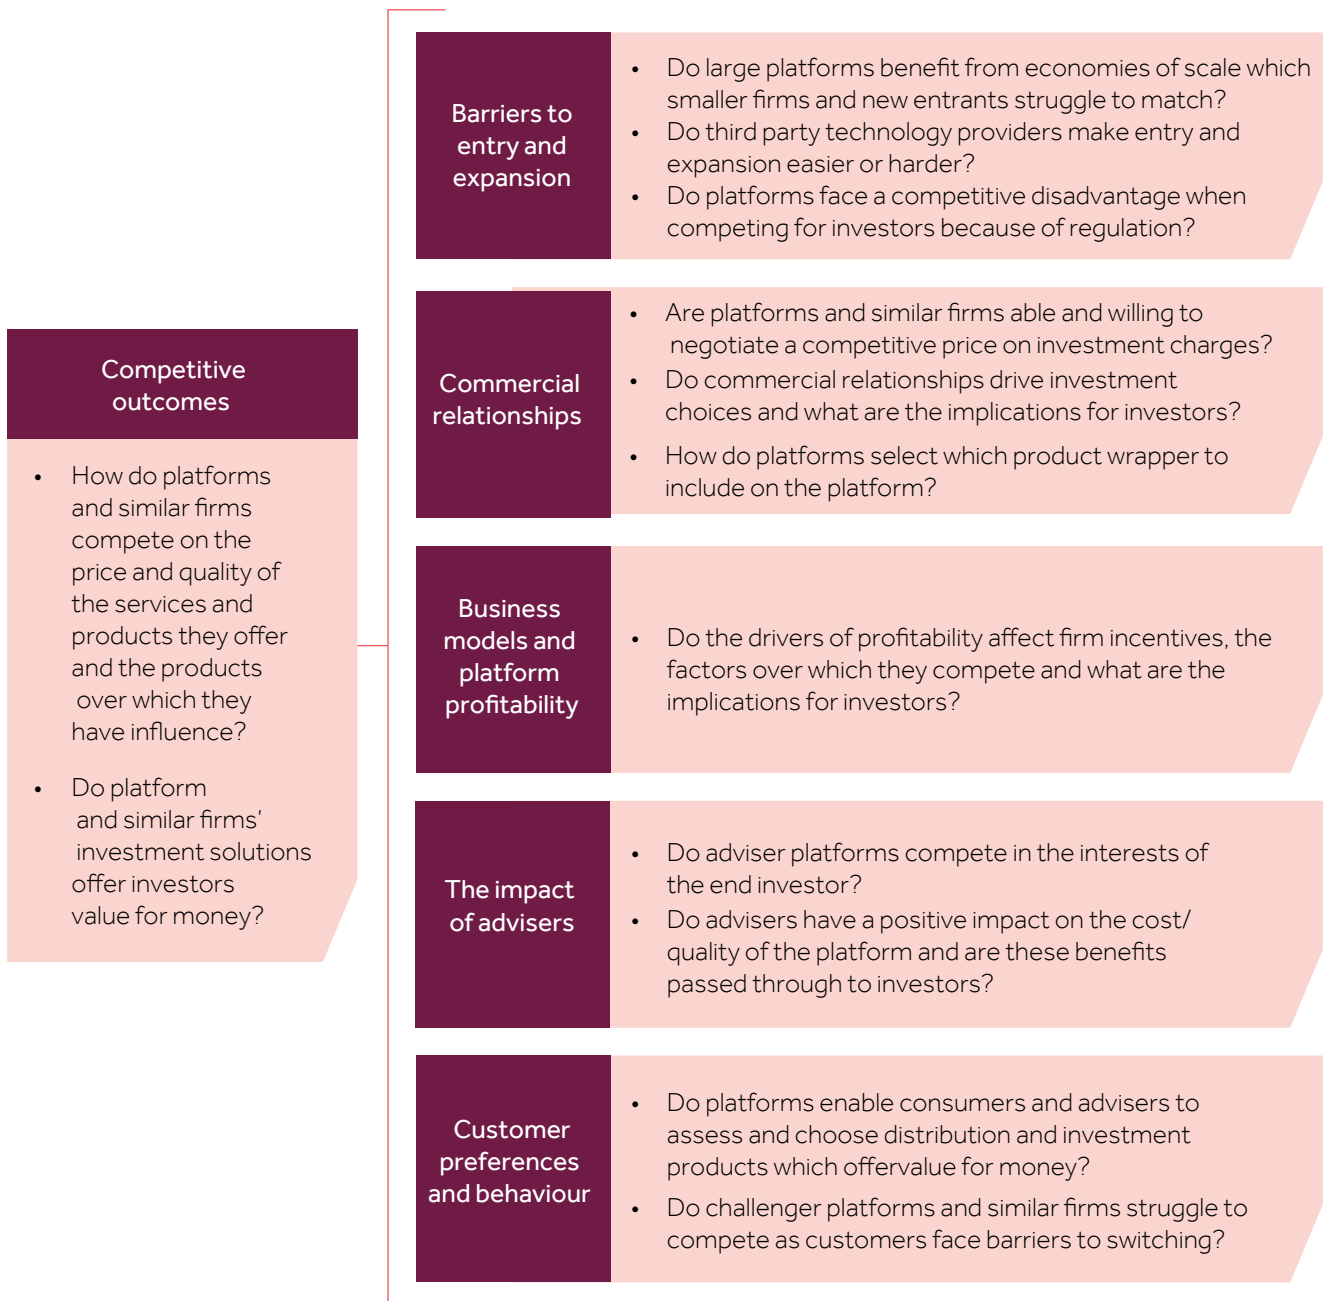 Competitive
outcomes
• How do platforms
and similar firms
compete on the
price and quality of
the services and
products they offer
and the products
over which they
have influence?
• Do platform
and similar firms’
investment solutions
offer investors
value for money?
Barriers to
entry and
expansion
• Do large platforms benefit from economies of scale which
smaller firms and new entrants struggle to match?
• Do third party technology providers make entry and
expansion easier or harder?
• Do platforms face a competitive disadvantage when
competing for investors because of regulation?
Commercial
relationships
• Are platforms and similar firms able and willing to
negotiate a competitive price on investment charges?
• Do commercial relationships drive investment
choices and what are the implications for investors?
• How do platforms select which product wrapper to
include on the platform?
Business
models and
platform
profitability
• Do the drivers of profitability affect firm incentives, the
factors over which they compete and what are the
implications for investors?
The impact
of advisers
• Do adviser platforms compete in the interests of
the end investor?
• Do advisers have a positive impact on the cost/
quality of the platform and are these benefits
passed through to investors?
Customer
preferences
and behaviour
• Do platforms enable consumers and advisers to
assess and choose distribution and investment
products which offervalue for money?
• Do challenger platforms and similar firms struggle to
compete as customers face barriers to switching?